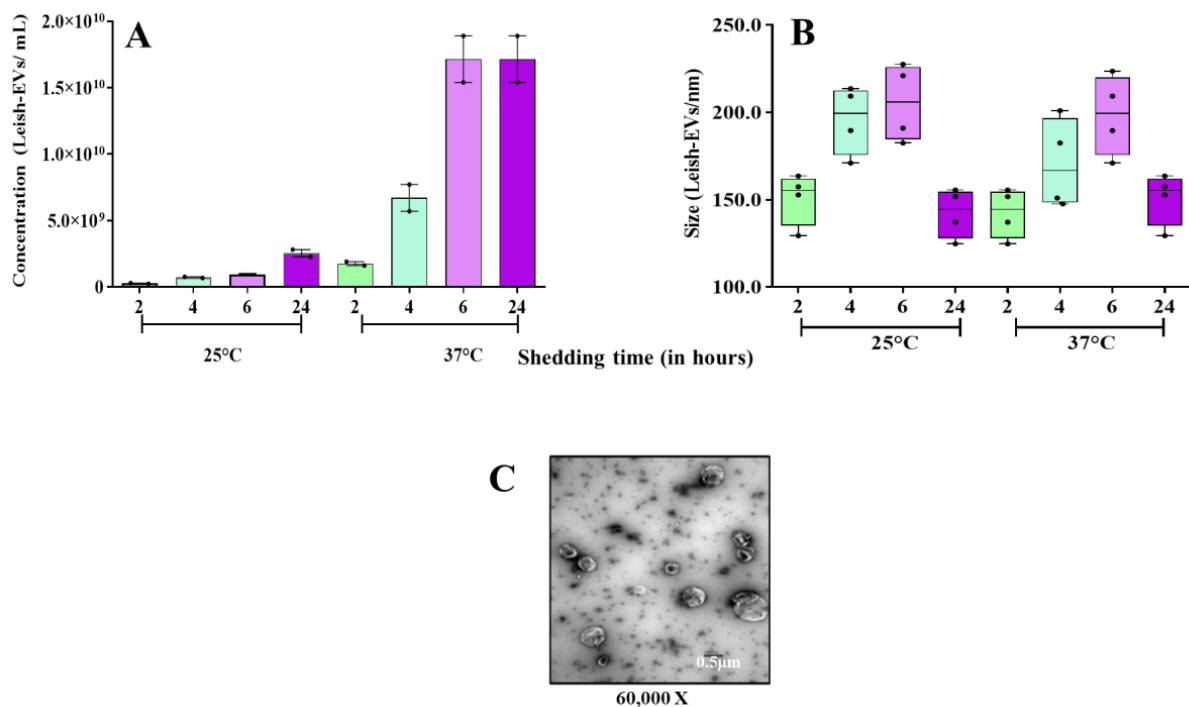 A
Concentration (Leish-EVs/ mL)
2.0×10¹⁰
1.5×10¹⁰
1.0×10¹⁰
5.0×10⁹
0
2 4 6 24 2 4 6 24
25°C 37°C
B
Size (Leish-EVs/nm)
250.0
200.0
150.0
100.0
2 4 6 24 2 4 6 24
25°C 37°C
Shedding time (in hours)
C
0.5μm
60,000 X